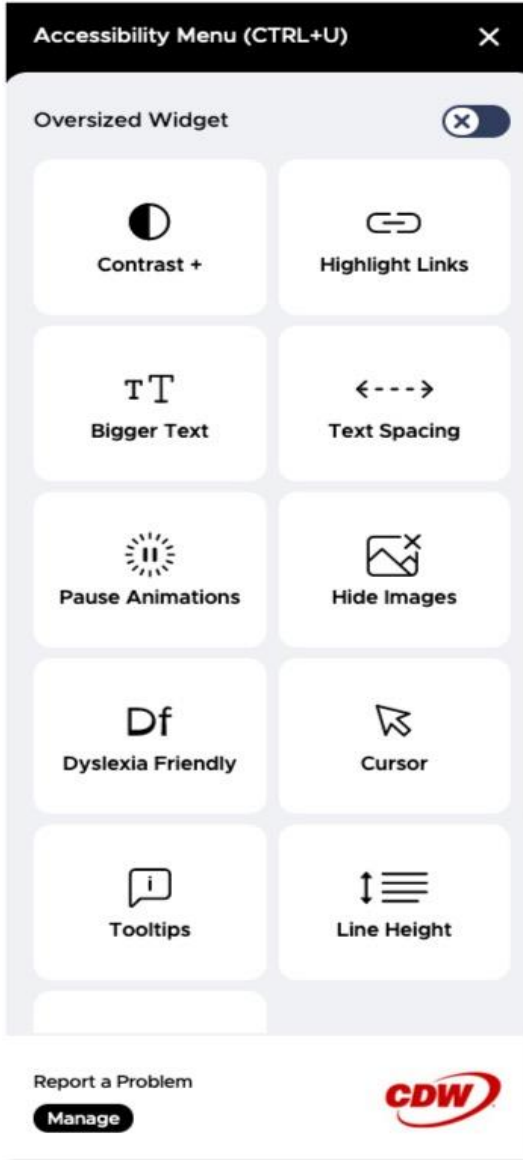 Accessibility Menu (CTRL+U)
Oversized Widget
Contrast +
Highlight Links
TT
Bigger Text
Text Spacing
Pause Animations
Hide Images
Df
Dyslexia Friendly
Cursor
i
Tooltips
Line Height
Report a Problem
Manage
CDW